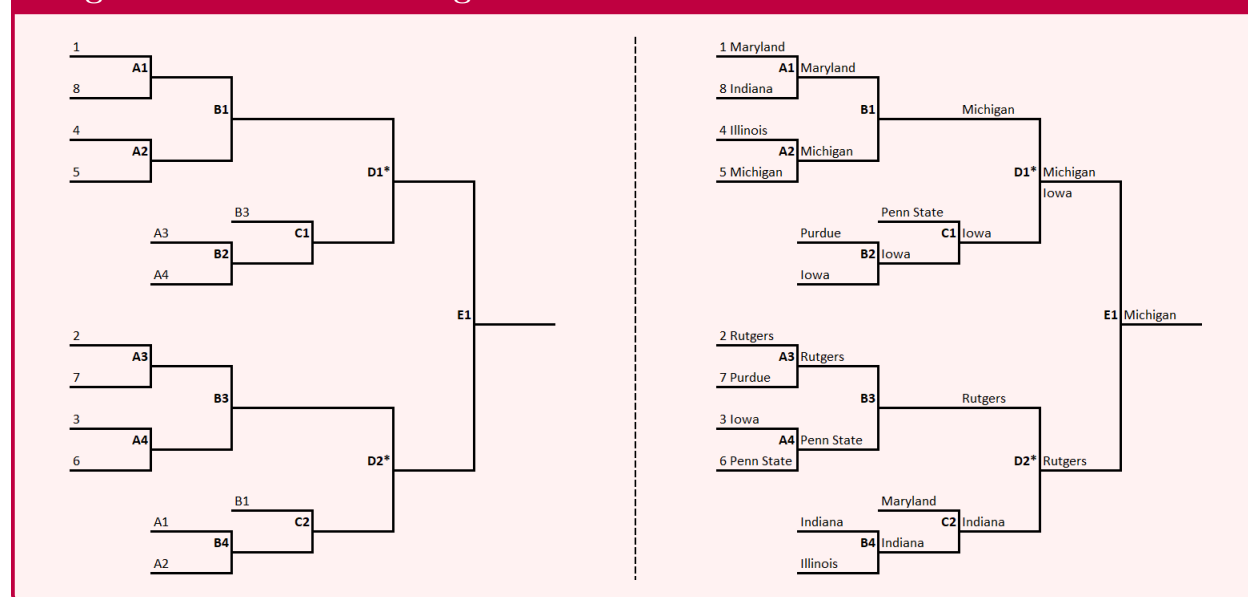 1
A1
8
B1
4
A2
5
D1*
B3
A3
C1
B2
A4
E1
2
A3
7
B3
3
A4
6
D2*
B1
A1
C2
B4
A2
1 Maryland
A1 Maryland
8 Indiana
B1 Michigan
4 Illinois
A2 Michigan
5 Michigan
D1* Michigan
Iowa
Penn State
Purdue
C1 Iowa
B2 Iowa
Iowa
E1 Michigan
2 Rutgers
A3 Rutgers
7 Purdue
B3 Rutgers
3 Iowa
A4 Penn State
6 Penn State
D2* Rutgers
Maryland
Indiana
C2 Indiana
B4 Indiana
Illinois